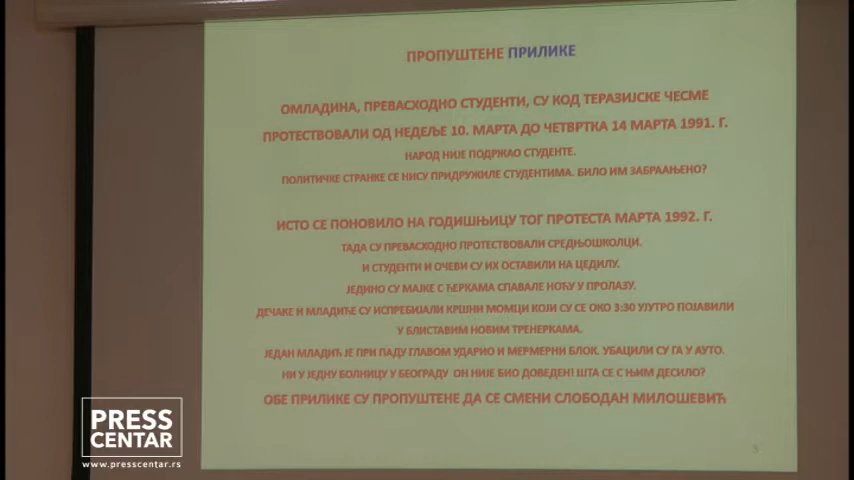 ПРОПУШТЕНЕ ПРИЛИКЕ
ОМЛАДИНА, ПРЕВАСХОДНО СТУДЕНТИ, СУ КОД ТЕРАЗИЈСКЕ ЧЕСМЕ
ПРОТЕСТВОВАЛИ ОД НЕДЕЉЕ 10. МАРТА ДО ЧЕТВРТКА 14 МАРТА 1991. Г.
НАРОД НИЈЕ ПОДРЖАО СТУДЕНТЕ.
ПОЛИТИЧКЕ СТРАНКЕ СЕ НИСУ ПРИДРУЖИЛЕ СТУДЕНТИМА. БИЛО ИМ ЗАБРААЊЕНО?
ИСТО СЕ ПОНОВИЛО НА ГОДИШЊИЦУ ТОГ ПРОТЕСТА МАРТА 1992. Г.
ТАДА СУ ПРЕВАСХОДНО ПРОТЕСТВОВАЛИ СРЕДЊОШКОЛЦИ.
И СТУДЕНТИ И ОЧЕВИ СУ ИХ ОСТАВИЛИ НА ЦЕДИЛУ.
ЈЕДИНО СУ МАЈКЕ С ЋЕРКАМА СПАВАЛЕ НОЋУ У ПРОЛАЗУ.
ДЕЧАКЕ И МЛАДИЋЕ СУ ИСПРЕБИЈАЛИ КРШНИ МОМЦИ КОЈИ СУ СЕ ОКО 3:30 УЈУТРО ПОЈАВИЛИ
У БЛИСТАВИМ НОВИМ ТРЕНЕРКАМА.
ЈЕДАН МЛАДИЋ ЈЕ ПРИ ПАДУ ГЛАВОМ УДАРИО И МЕРМЕРНИ БЛОК. УБАЦИЛИ СУ ГА У АУТО.
НИ У ЈЕДНУ БОЛНИЦУ У БЕОГРАДУ ОН НИЈЕ БИО ДОВЕДЕН! ШТА СЕ С ЊИМ ДЕСИЛО?
ОБЕ ПРИЛИКЕ СУ ПРОПУШТЕНЕ ДА СЕ СМЕНИ СЛОБОДАН МИЛОШЕВИЋ
5
PRESS
CENTAR
www.presscentar.rs